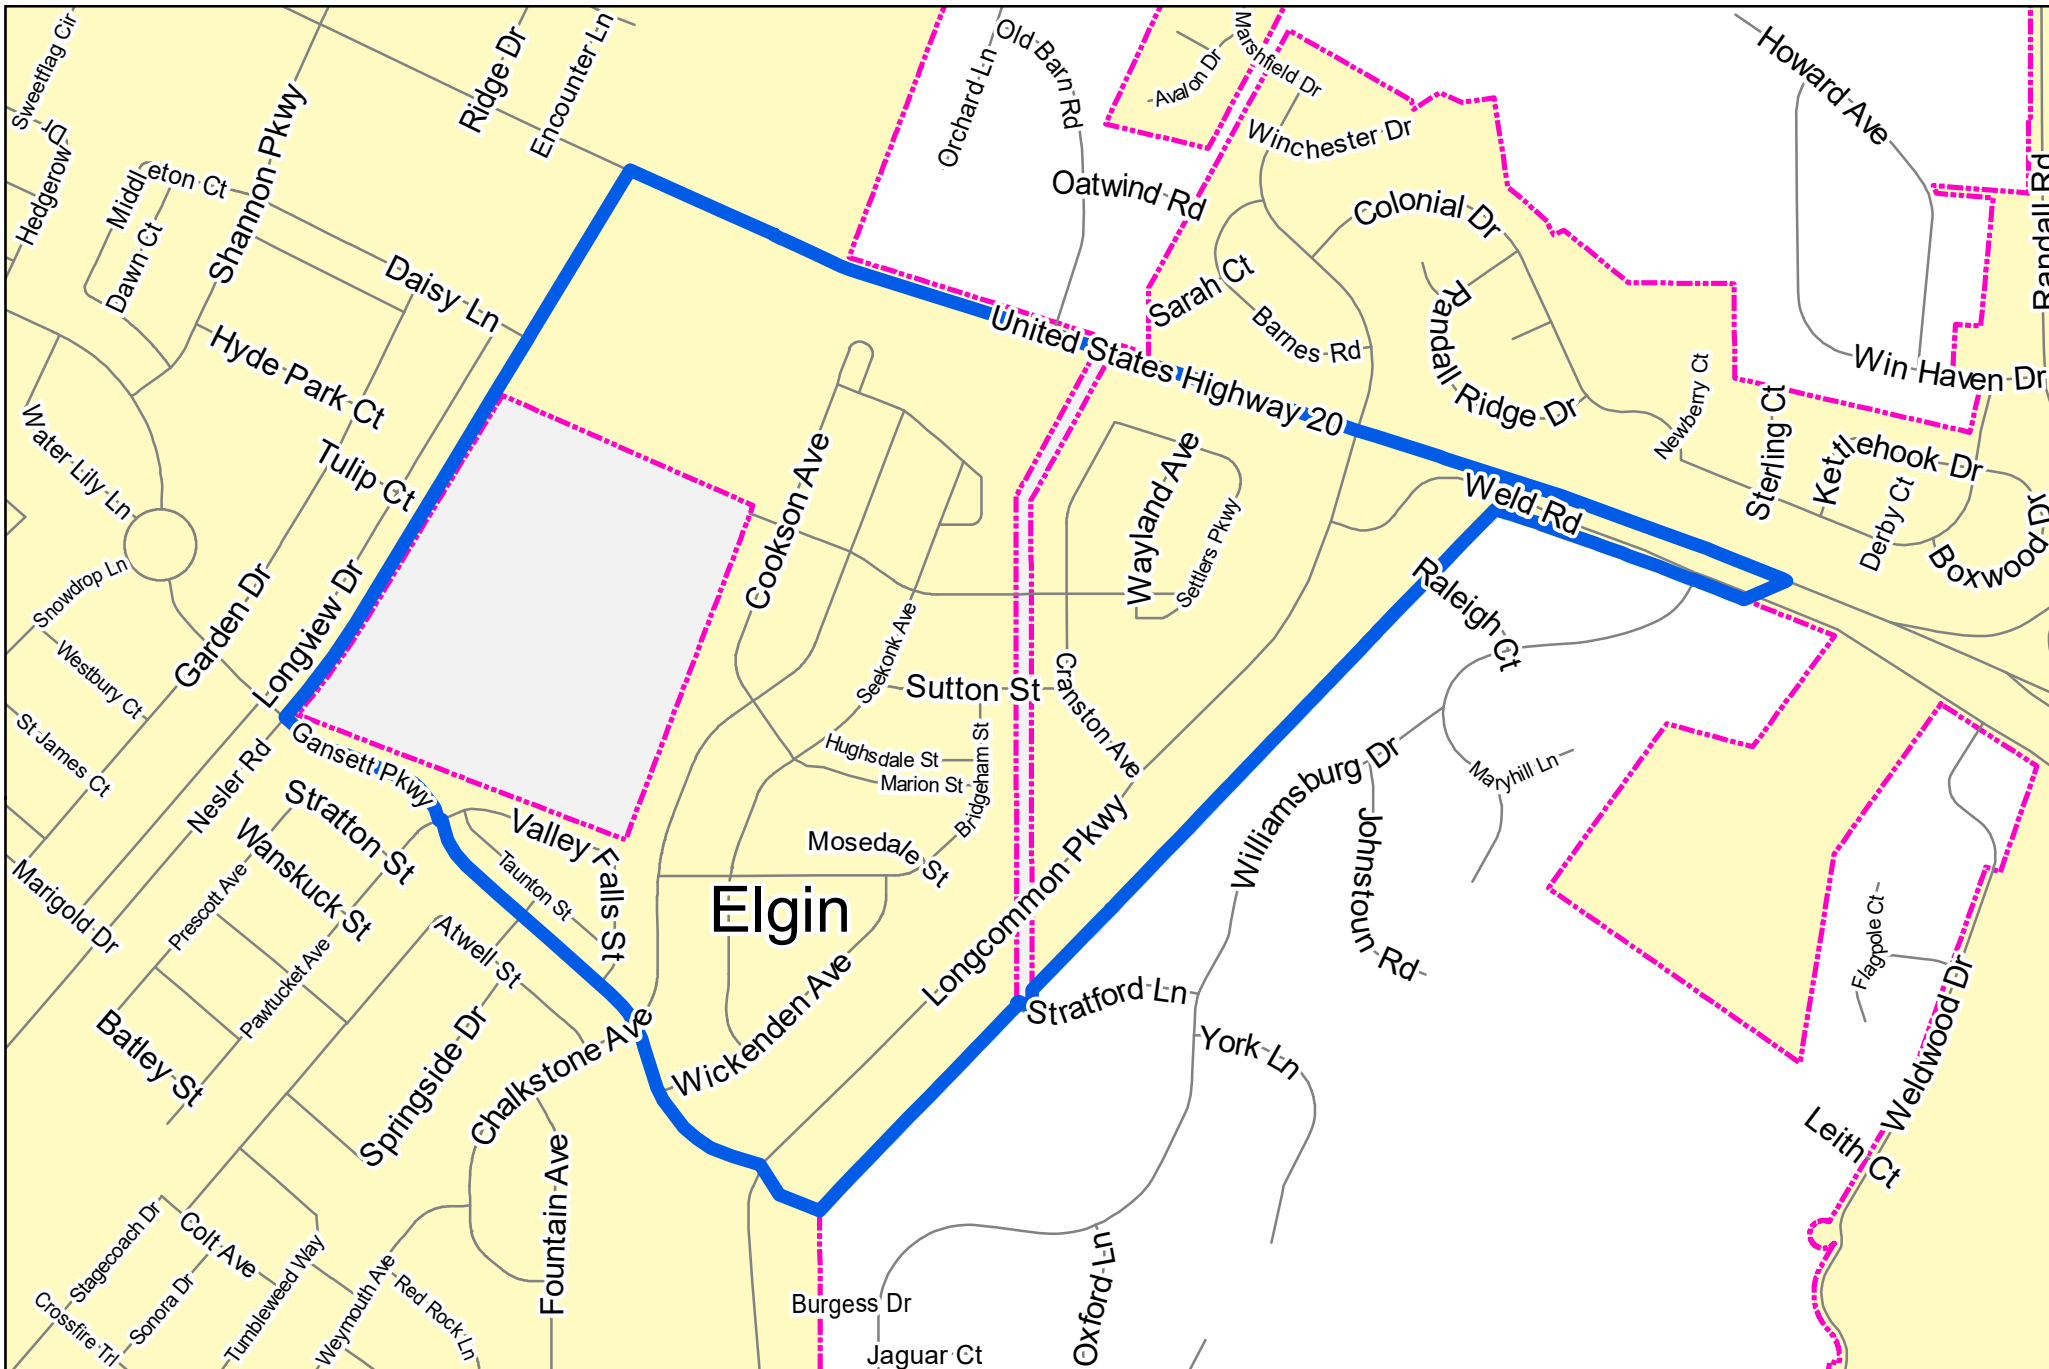 Sweetflag Cir
Ridge Dr
Encounter Ln
Orchard Ln
Old Barn Rd
Avalon Dr
Marshfield Dr
Howard Ave
Hedgerow Dr
Middleton Ct
Dawn Ct
Shannon Pkwy
Winchester Dr
Oatwind Rd
Colonial Dr
Randall Rd
Daisy Ln
Sarah Ct
Barnes Rd
Randall Ridge Dr
United States Highway 20
Hyde Park Ct
Newberry Ct
Sterling Ct
Win Haven Dr
Water Lily Ln
Tulip Ct
Cookson Ave
Wayland Ave
Settlers Pkwy
Weld Rd
Kettlehook Dr
Derby Ct
Boxwood Dr
Snowdrop Ln
Garden Dr
Longview Dr
Raleigh Ct
Westbury Ct
Seekonk Ave
Sutton St
Cranston Ave
St James Ct
Nesler Rd
Gansett Pkwy
Hughsdale St
Marion St
Bridgeham St
Maryhill Ln
Williamsburg Dr
Johnstoun Rd
Stratton St
Wanskuck St
Valley Falls St
Taunton St
Mosedale St
Marigold Dr
Prescott Ave
Pawtucket Ave
Atwell St
Elgin
Longcommon Pkwy
Flagpole Ct
Batley St
Springside Dr
Chalkstone Ave
Wickenden Ave
Stratford Ln
York Ln
Weldwood Dr
Leith Ct
Fountain Ave
Stagecoach Dr
Colt Ave
Crossfire Trl
Sonora Dr
Tumbleweed Way
Weymouth Ave
Red Rock Ln
Burgess Dr
Jaguar Ct
Oxford Ln